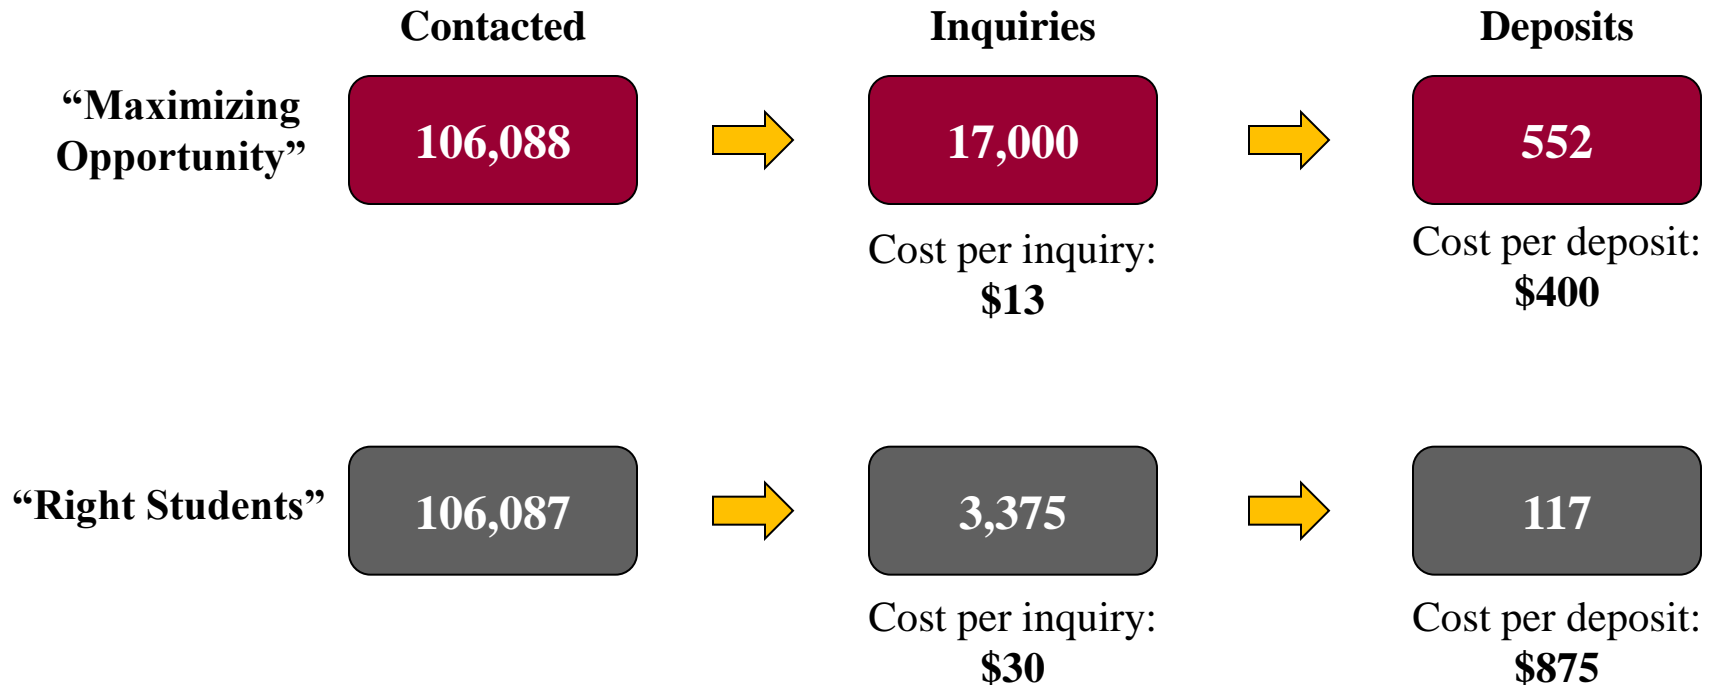 Contacted
Inquiries
Deposits
“Maximizing
Opportunity”
106,088
17,000
552
Cost per inquiry:
$13
Cost per deposit:
$400
“Right Students”
106,087
3,375
117
Cost per inquiry:
$30
Cost per deposit:
$875